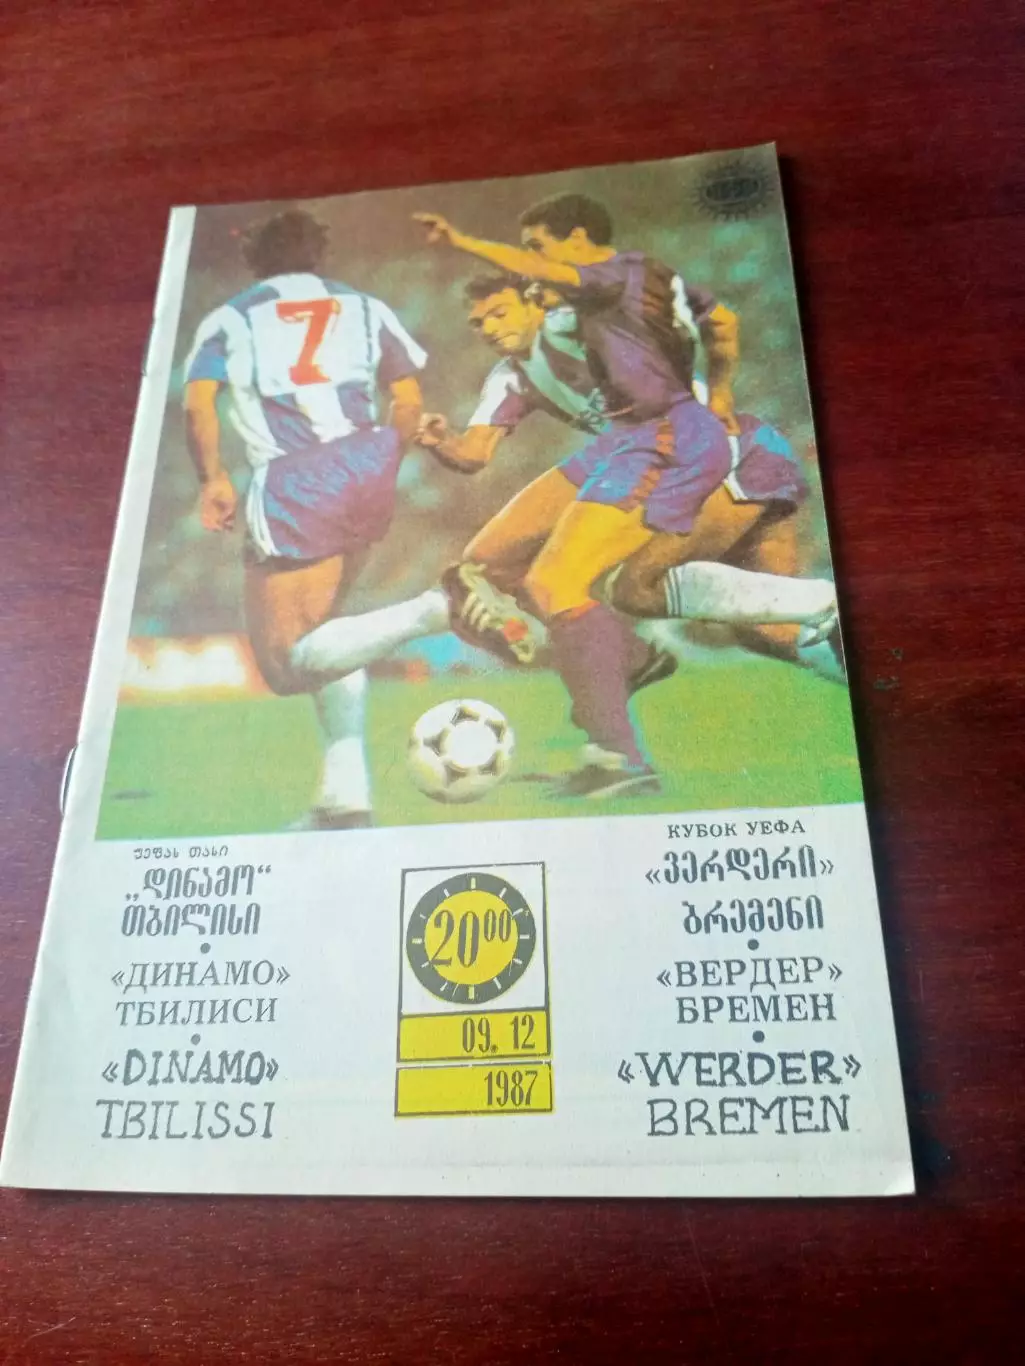 7
უეფას თასი
„დინამო“
თბილისი
«ДИНАМО»
ТБИЛИСИ
«DINAMO»
TBILISSI
20⁰⁰
09. 12
1987
КУБОК УЕФА
«ვერდერი»
ბრემენი
«ВЕРДЕР»
БРЕМЕН
«WERDER»
BREMEN